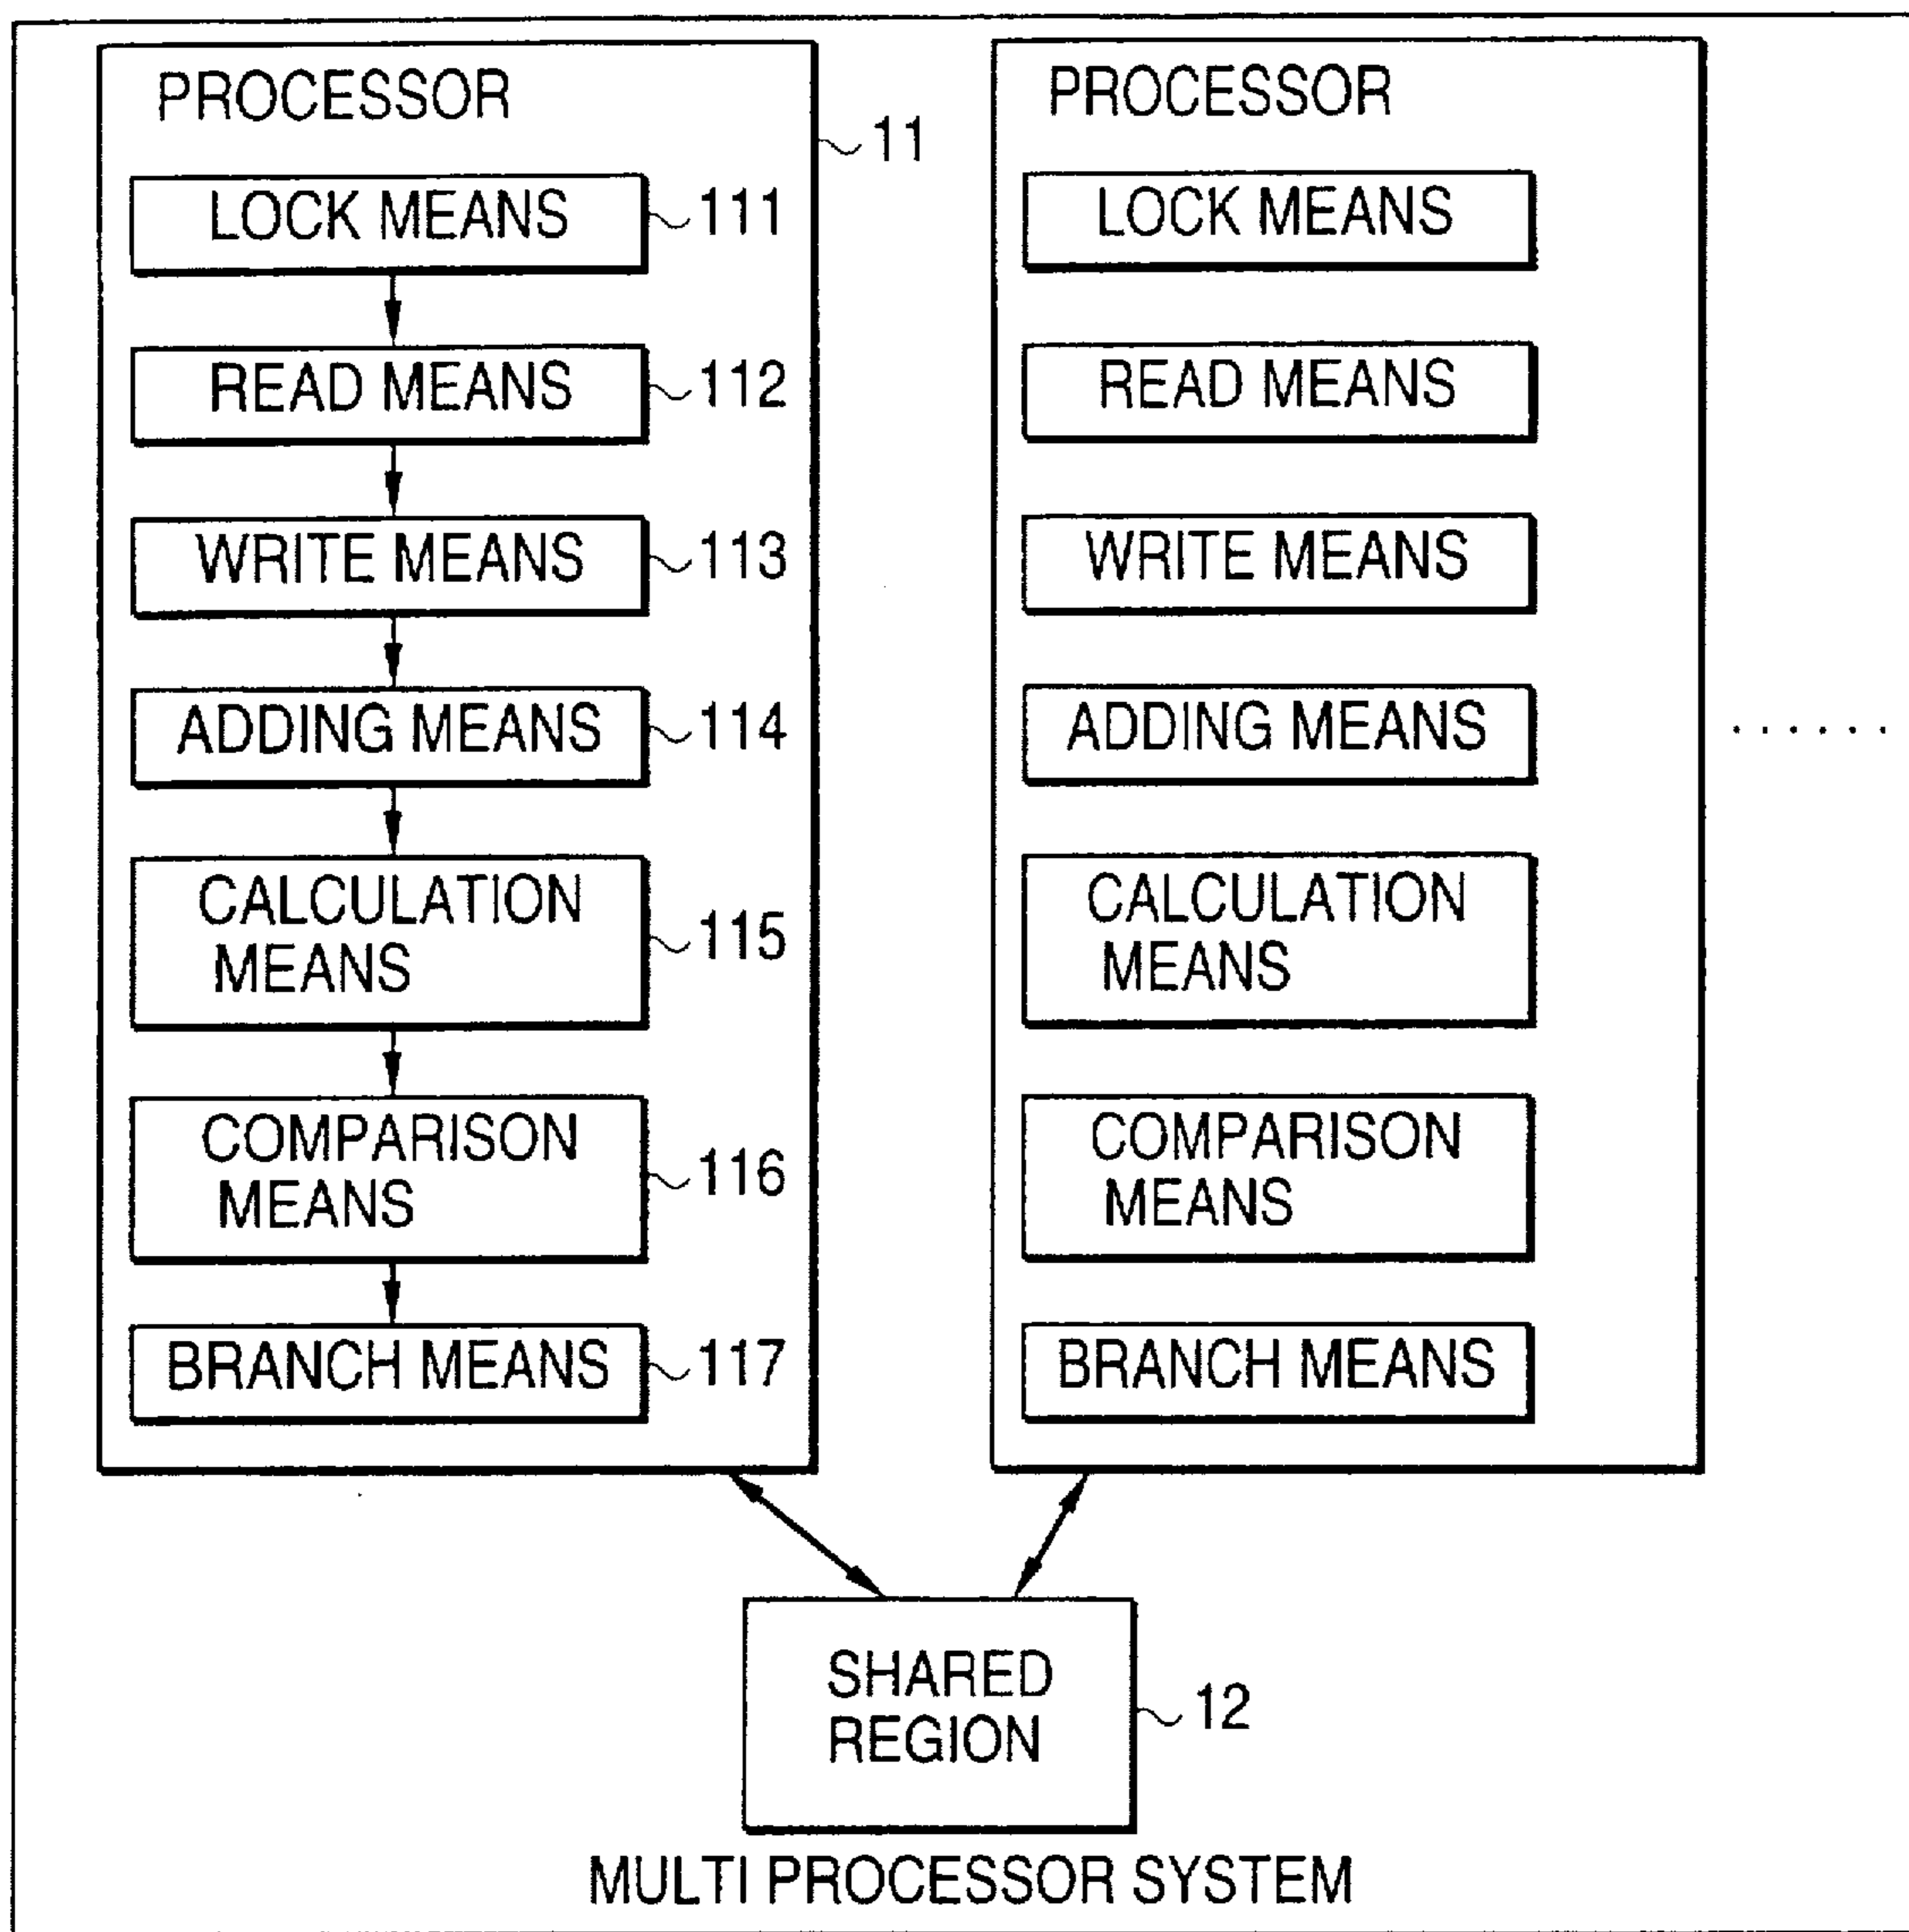 PROCESSOR
11
LOCK MEANS
111
READ MEANS
112
WRITE MEANS
113
ADDING MEANS
114
CALCULATION
MEANS
115
COMPARISON
MEANS
116
BRANCH MEANS
117
PROCESSOR
LOCK MEANS
READ MEANS
WRITE MEANS
ADDING MEANS
CALCULATION
MEANS
COMPARISON
MEANS
BRANCH MEANS
......
SHARED
REGION
12
MULTI PROCESSOR SYSTEM